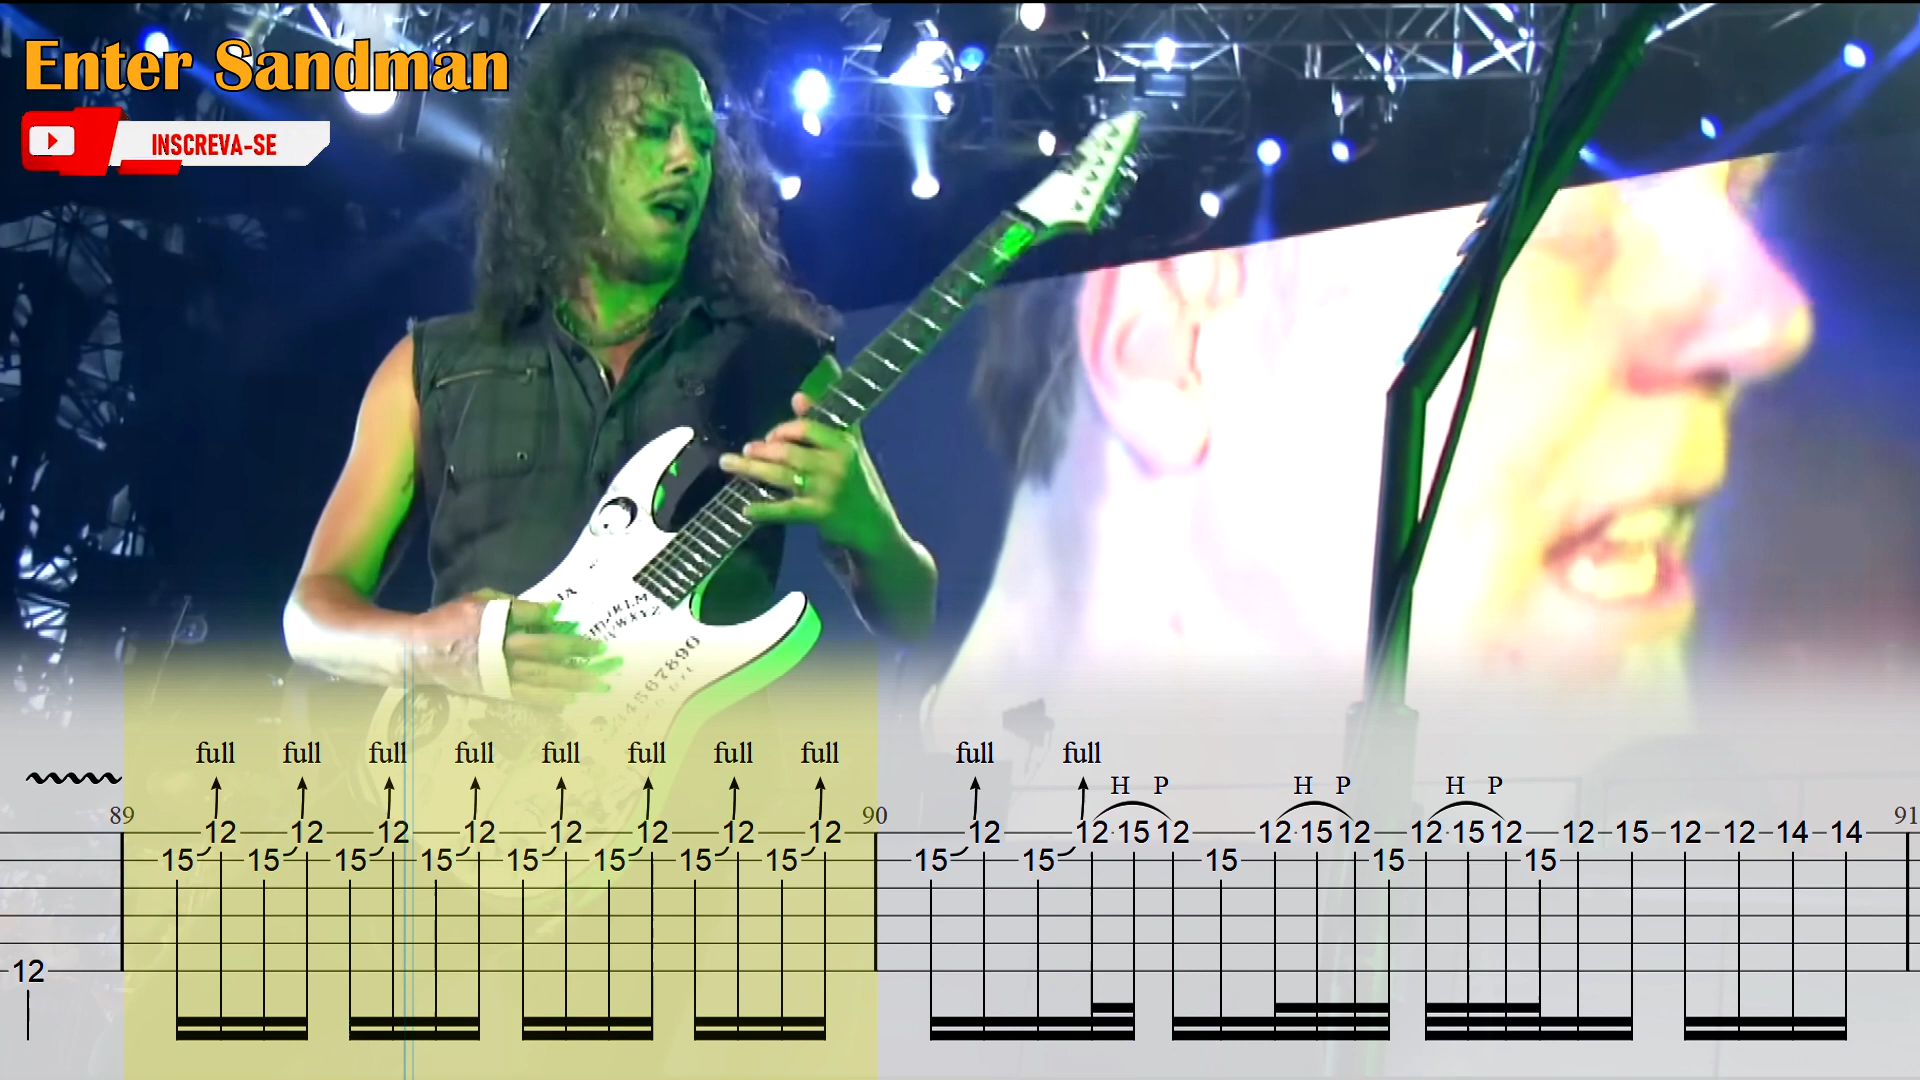 Enter Sandman
INSCREVA-SE
1234567890
full full full full full full full full full full
H P H P H P
89 90 91
12 12 12 12 12 12 12 12 12 12 15 12 12 15 12 12 15 12 12 15 12 12 14 14
15 15 15 15 15 15 15 15 15 15 15 15 15
12